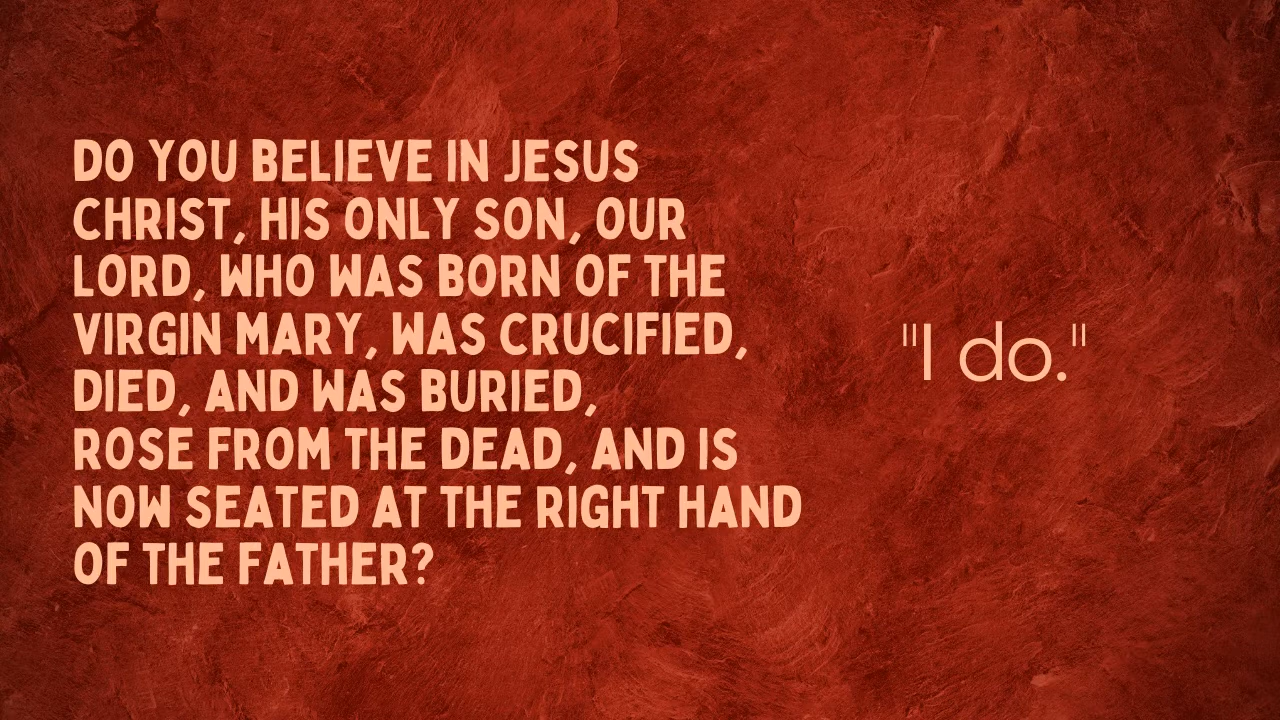 DO YOU BELIEVE IN JESUS
CHRIST, HIS ONLY SON, OUR
LORD, WHO WAS BORN OF THE
VIRGIN MARY, WAS CRUCIFIED,
DIED, AND WAS BURIED,
ROSE FROM THE DEAD, AND IS
NOW SEATED AT THE RIGHT HAND
OF THE FATHER?
"I do."